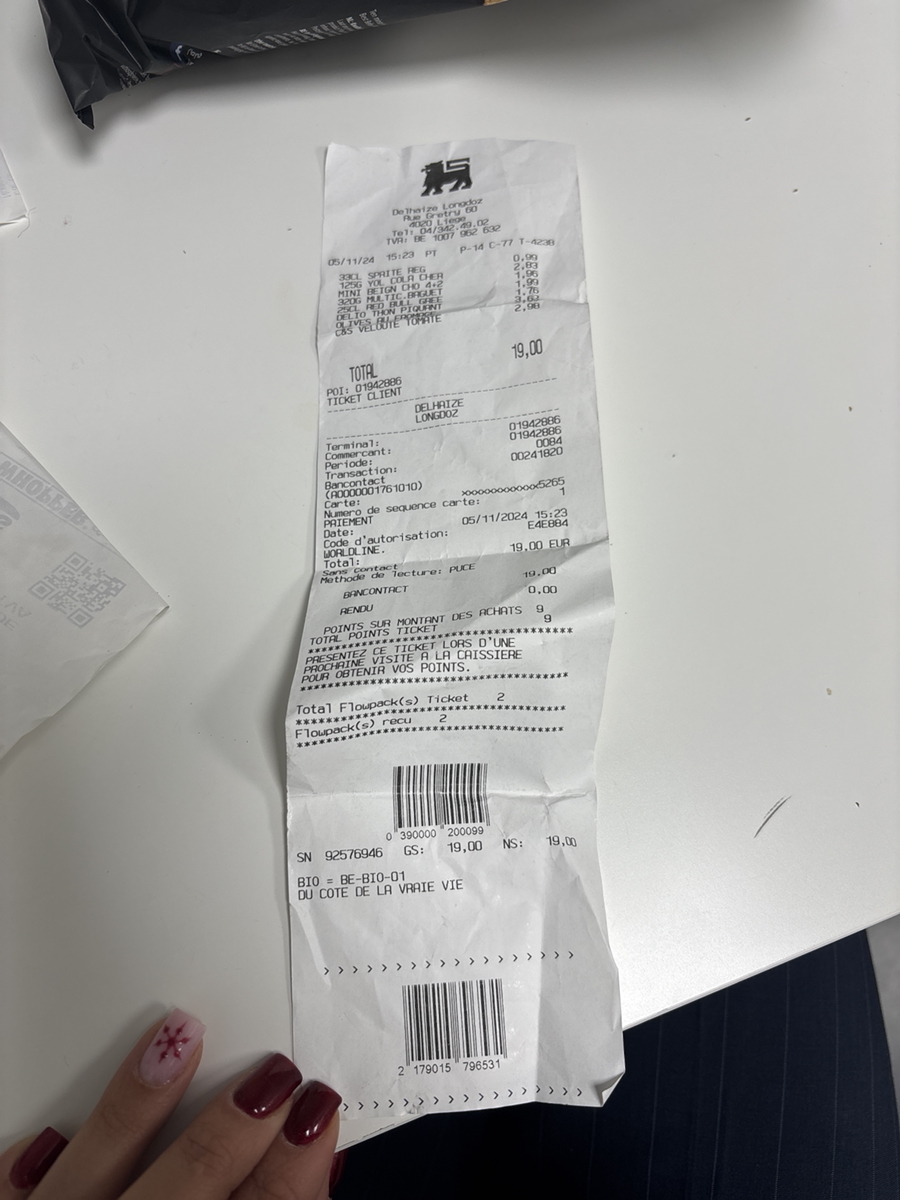 Delhaize Longdoz
Rue Gretry 60
4020 Liege
Tel: 04/342.49.02
TVA: BE 1007 962 632
05/11/24 15:23 PT P-14 C-77 T-4238
33CL SPRITE REG 0,99
125G YOL COLA CHER 2,83
MINI BEIGN CHO 4+2 1,96
320G MULTIC.BAGUET 1,99
25CL RED BULL GREE 1,76
DELIO THON PIQUANT 3,69
OLIVES AU FROMAGE 2,98
C&S VELOUTE TOMATE
TOTAL 19,00
POI: 01942886
TICKET CLIENT
DELHAIZE
LONGDOZ
Terminal: 01942886
Commercant: 01942886
Periode: 0084
Transaction: 00241820
Bancontact
(A0000001761010)
Carte: xxxxxxxxxxxxx5265
Numero de sequence carte: 1
PAIEMENT
Date: 05/11/2024 15:23
Code d'autorisation: E4E884
WORLDLINE.
Total: 19,00 EUR
Sans contact
Methode de lecture: PUCE
BANCONTACT 19,00
RENDU 0,00
POINTS SUR MONTANT DES ACHATS 9
TOTAL POINTS TICKET 9
*********************************
PRESENTEZ CE TICKET LORS D'UNE
PROCHAINE VISITE A LA CAISSIERE
POUR OBTENIR VOS POINTS.
*********************************
Total Flowpack(s) Ticket 2
*********************************
Flowpack(s) recu 2
*********************************
0 390000 200099
SN 92576946 GS: 19,00 NS: 19,00
BIO = BE-BIO-01
DU COTE DE LA VRAIE VIE
2 179015 796531